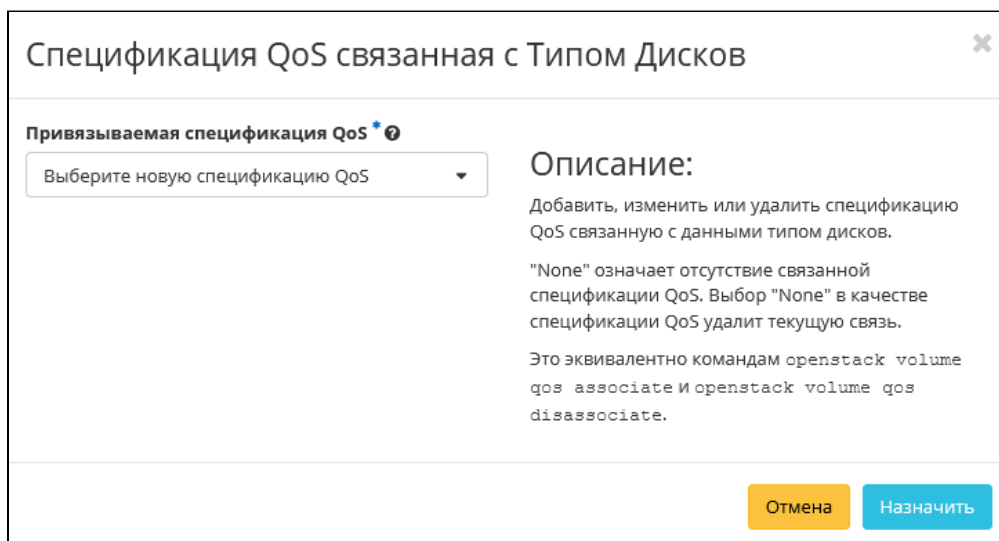 Спецификация QoS связанная с Типом Дисков
Привязываемая спецификация QoS *
Выберите новую спецификацию QoS
Описание:
Добавить, изменить или удалить спецификацию
QoS связанную с данными типом дисков.
"None" означает отсутствие связанной
спецификации QoS. Выбор "None" в качестве
спецификации QoS удалит текущую связь.
Это эквивалентно командам openstack volume
qos associate и openstack volume qos
disassociate.
Отмена
Назначить